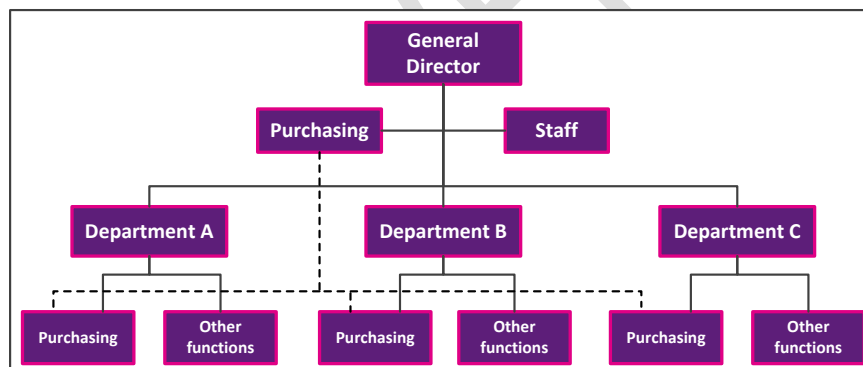 General
Director
Purchasing
Staff
Department A
Department B
Department C
Purchasing
Other
functions
Purchasing
Other
functions
Purchasing
Other
functions